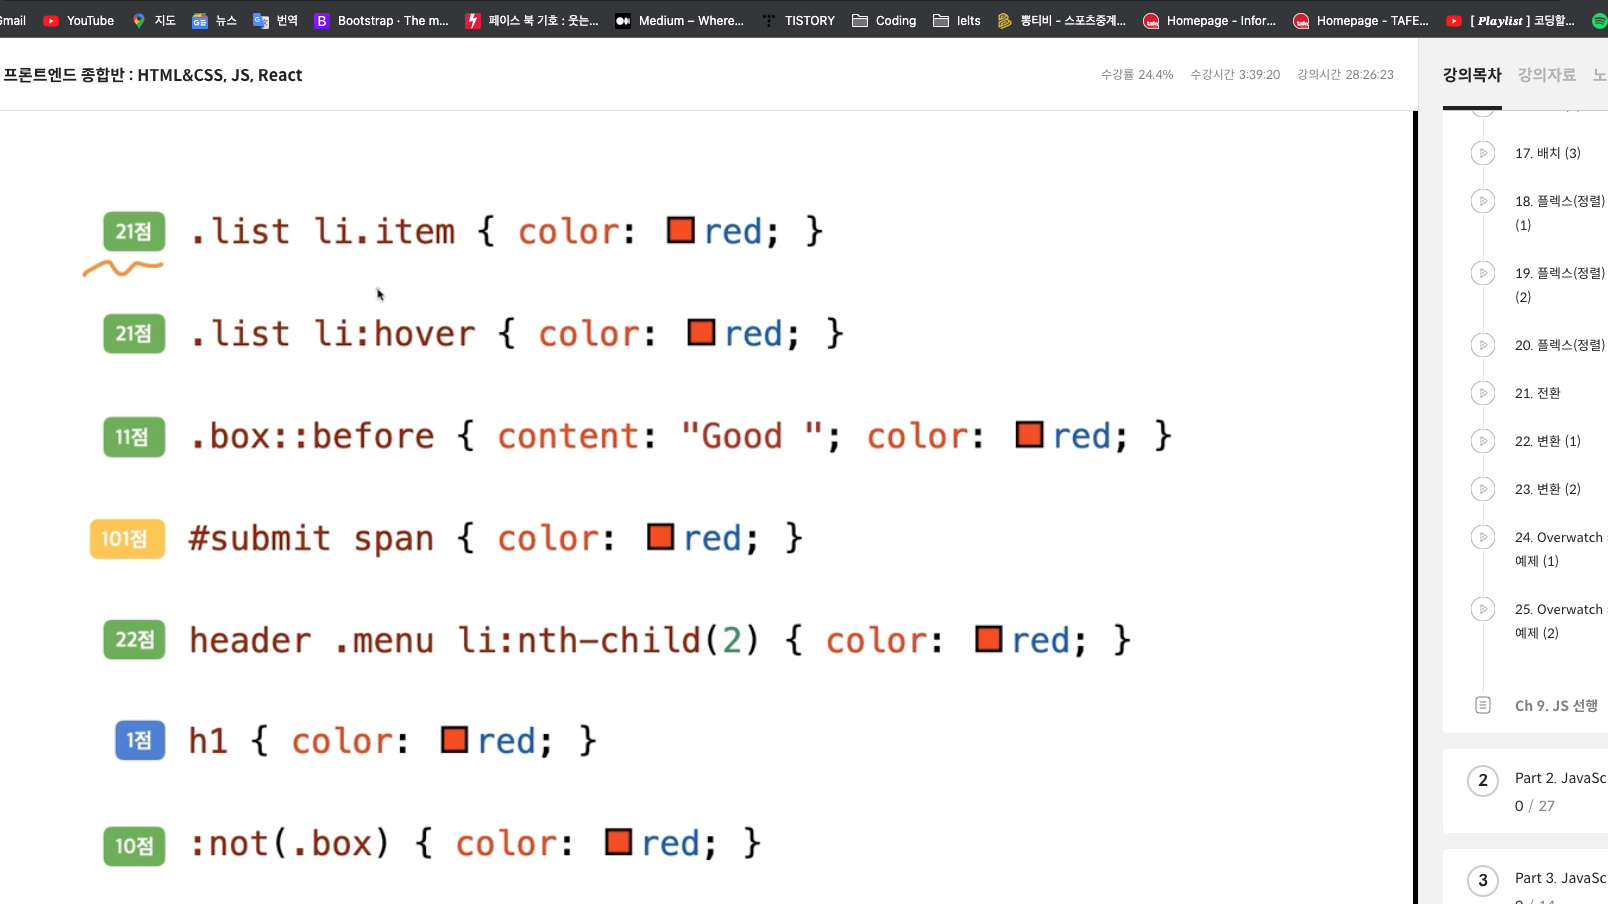 Gmail YouTube 지도 뉴스 번역 Bootstrap · The m... 페이스 북 기호 : 웃는... Medium – Where... TISTORY Coding Ielts 뽕티비 - 스포츠중계... Homepage - Infor... Homepage - TAFE... [ Playlist ] 코딩할...
프론트엔드 종합반 : HTML&CSS, JS, React
수강률 24.4% 수강시간 3:39:20 강의시간 28:26:23
강의목차 강의자료 노
21점 .list li.item { color: red; }
21점 .list li:hover { color: red; }
11점 .box::before { content: "Good "; color: red; }
101점 #submit span { color: red; }
22점 header .menu li:nth-child(2) { color: red; }
1점 h1 { color: red; }
10점 :not(.box) { color: red; }
17. 배치 (3)
18. 플렉스(정렬)
(1)
19. 플렉스(정렬)
(2)
20. 플렉스(정렬)
21. 전환
22. 변환 (1)
23. 변환 (2)
24. Overwatch
예제 (1)
25. Overwatch
예제 (2)
Ch 9. JS 선행
2 Part 2. JavaSc
0 / 27
3 Part 3. JavaSc